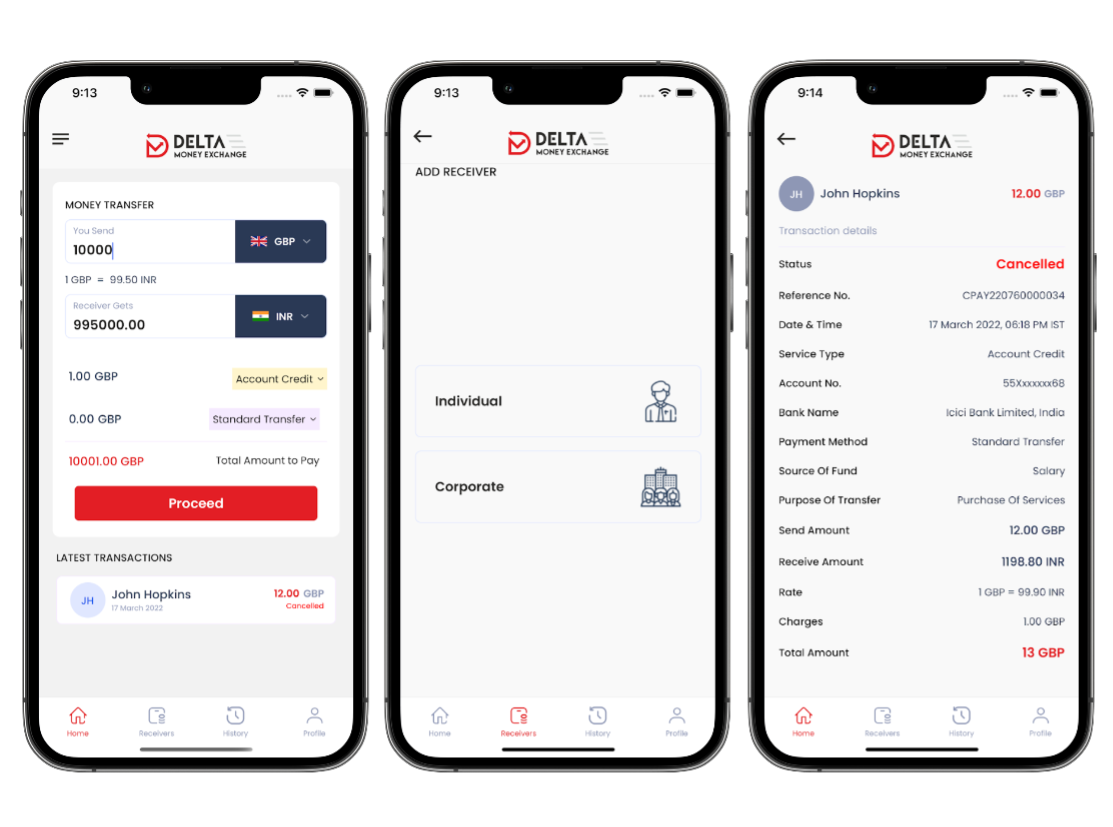 9:13
DELTA
MONEY EXCHANGE
MONEY TRANSFER
You Send
10000
GBP
1 GBP = 99.50 INR
Receiver Gets
995000.00
INR
1.00 GBP
Account Credit
0.00 GBP
Standard Transfer
10001.00 GBP
Total Amount to Pay
Proceed
LATEST TRANSACTIONS
JH
John Hopkins
12.00 GBP
17 March 2022
Cancelled
Home
Receivers
History
Profile
9:13
DELTA
MONEY EXCHANGE
ADD RECEIVER
Individual
Corporate
Home
Receivers
History
Profile
9:14
DELTA
MONEY EXCHANGE
JH
John Hopkins
12.00 GBP
Transaction details
Status Cancelled
Reference No. CPAY220760000034
Date & Time 17 March 2022, 06:18 PM IST
Service Type Account Credit
Account No. 55Xxxxxxx68
Bank Name Icici Bank Limited, India
Payment Method Standard Transfer
Source Of Fund Salary
Purpose Of Transfer Purchase Of Services
Send Amount 12.00 GBP
Receive Amount 1198.80 INR
Rate 1 GBP = 99.90 INR
Charges 1.00 GBP
Total Amount 13 GBP
Home
Receivers
History
Profile